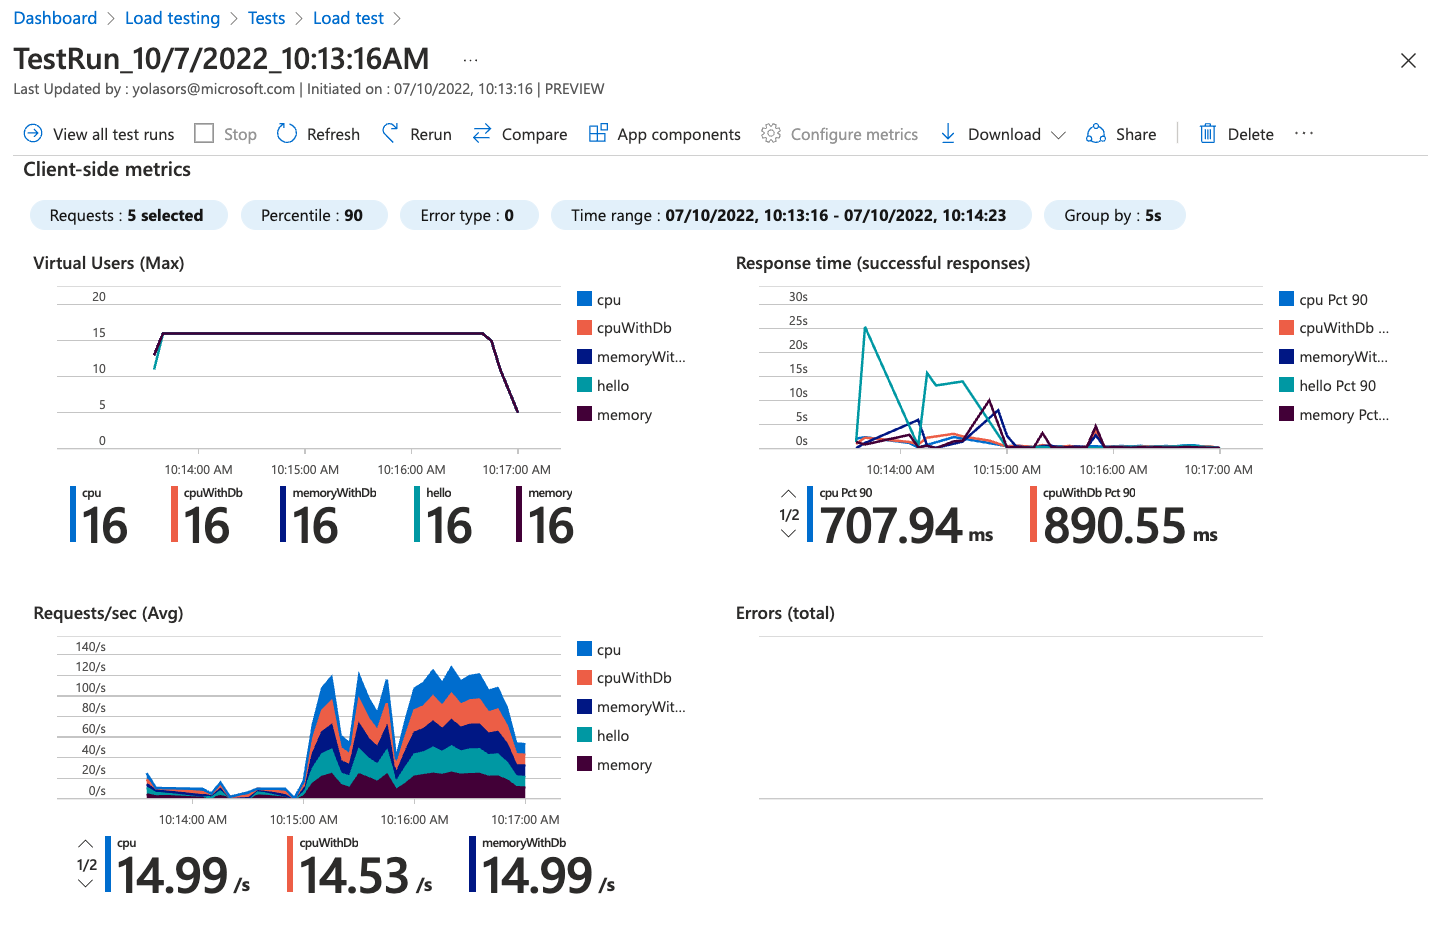 Dashboard > Load testing > Tests > Load test >
TestRun_10/7/2022_10:13:16AM ...
Last Updated by : yolasors@microsoft.com | Initiated on : 07/10/2022, 10:13:16 | PREVIEW
View all test runs Stop Refresh Rerun Compare App components Configure metrics Download Share Delete ...
Client-side metrics
Requests : 5 selected Percentile : 90 Error type : 0 Time range : 07/10/2022, 10:13:16 - 07/10/2022, 10:14:23 Group by : 5s
Virtual Users (Max)
20
15
10
5
0
10:14:00 AM 10:15:00 AM 10:16:00 AM 10:17:00 AM
cpu
cpuWithDb
memoryWit...
hello
memory
cpu cpuWithDb memoryWithDb hello memory
16 16 16 16 16
Response time (successful responses)
30s
25s
20s
15s
10s
5s
0s
10:14:00 AM 10:15:00 AM 10:16:00 AM 10:17:00 AM
cpu Pct 90
cpuWithDb ...
memoryWit...
hello Pct 90
memory Pct...
1/2
cpu Pct 90 cpuWithDb Pct 90
707.94 ms 890.55 ms
Requests/sec (Avg)
140/s
120/s
100/s
80/s
60/s
40/s
20/s
0/s
10:14:00 AM 10:15:00 AM 10:16:00 AM 10:17:00 AM
cpu
cpuWithDb
memoryWit...
hello
memory
1/2
cpu cpuWithDb memoryWithDb
14.99 /s 14.53 /s 14.99 /s
Errors (total)